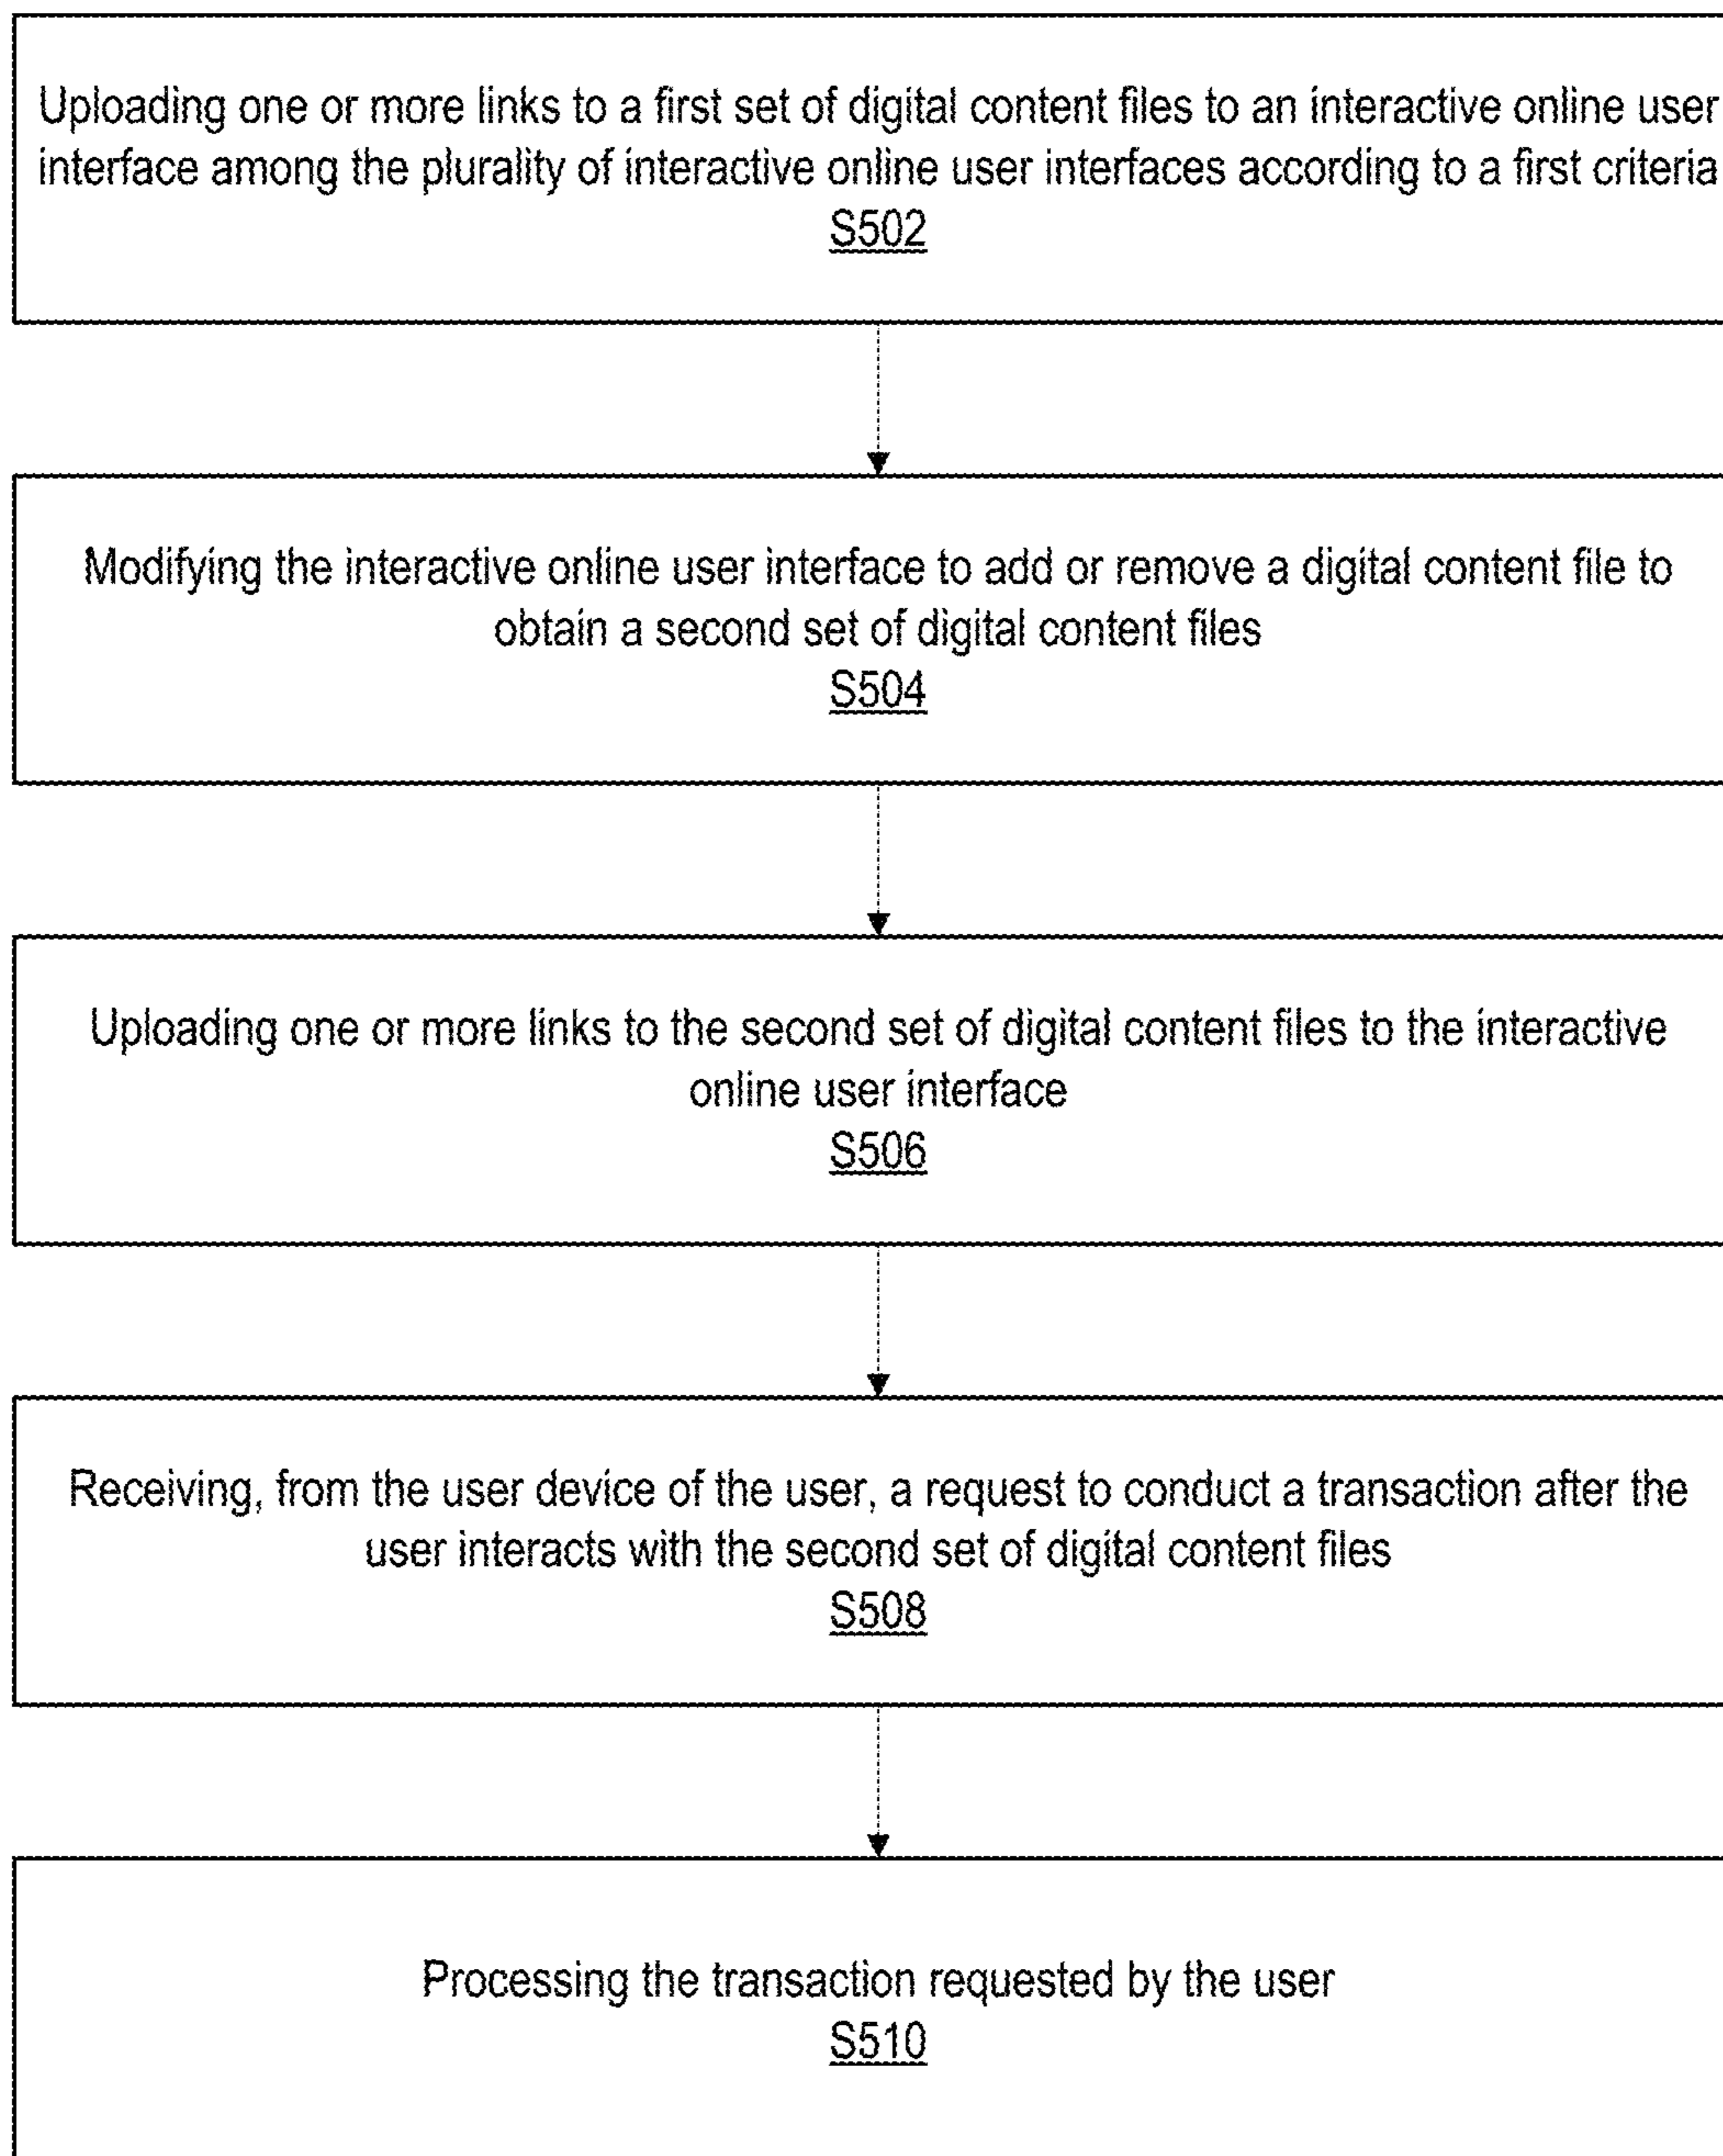 Uploading one or more links to a first set of digital content files to an interactive online user
interface among the plurality of interactive online user interfaces according to a first criteria
S502
Modifying the interactive online user interface to add or remove a digital content file to
obtain a second set of digital content files
S504
Uploading one or more links to the second set of digital content files to the interactive
online user interface
S506
Receiving, from the user device of the user, a request to conduct a transaction after the
user interacts with the second set of digital content files
S508
Processing the transaction requested by the user
S510